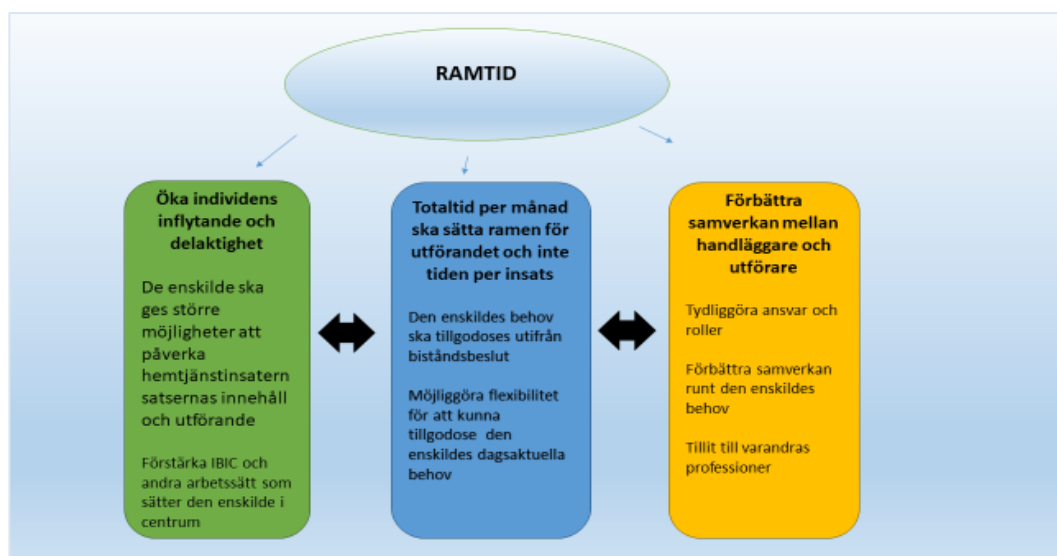 RAMTID
Öka individens
inflytande och
delaktighet
De enskilde ska
ges större
möjligheter att
påverka
hemtjänstinsatern
satsernas innehåll
och utförande
Förstärka IBIC och
andra arbetssätt som
sätter den enskilde i
centrum
Totaltid per månad
ska sätta ramen för
utförandet och inte
tiden per insats
Den enskildes behov
ska tillgodoses utifrån
biståndsbeslut
Möjliggöra flexibilitet
för att kunna
tillgodose den
enskildes dagsaktuella
behov
Förbättra
samverkan mellan
handläggare och
utförare
Tydliggöra ansvar och
roller
Förbättra samverkan
runt den enskildes
behov
Tillit till varandras
professioner